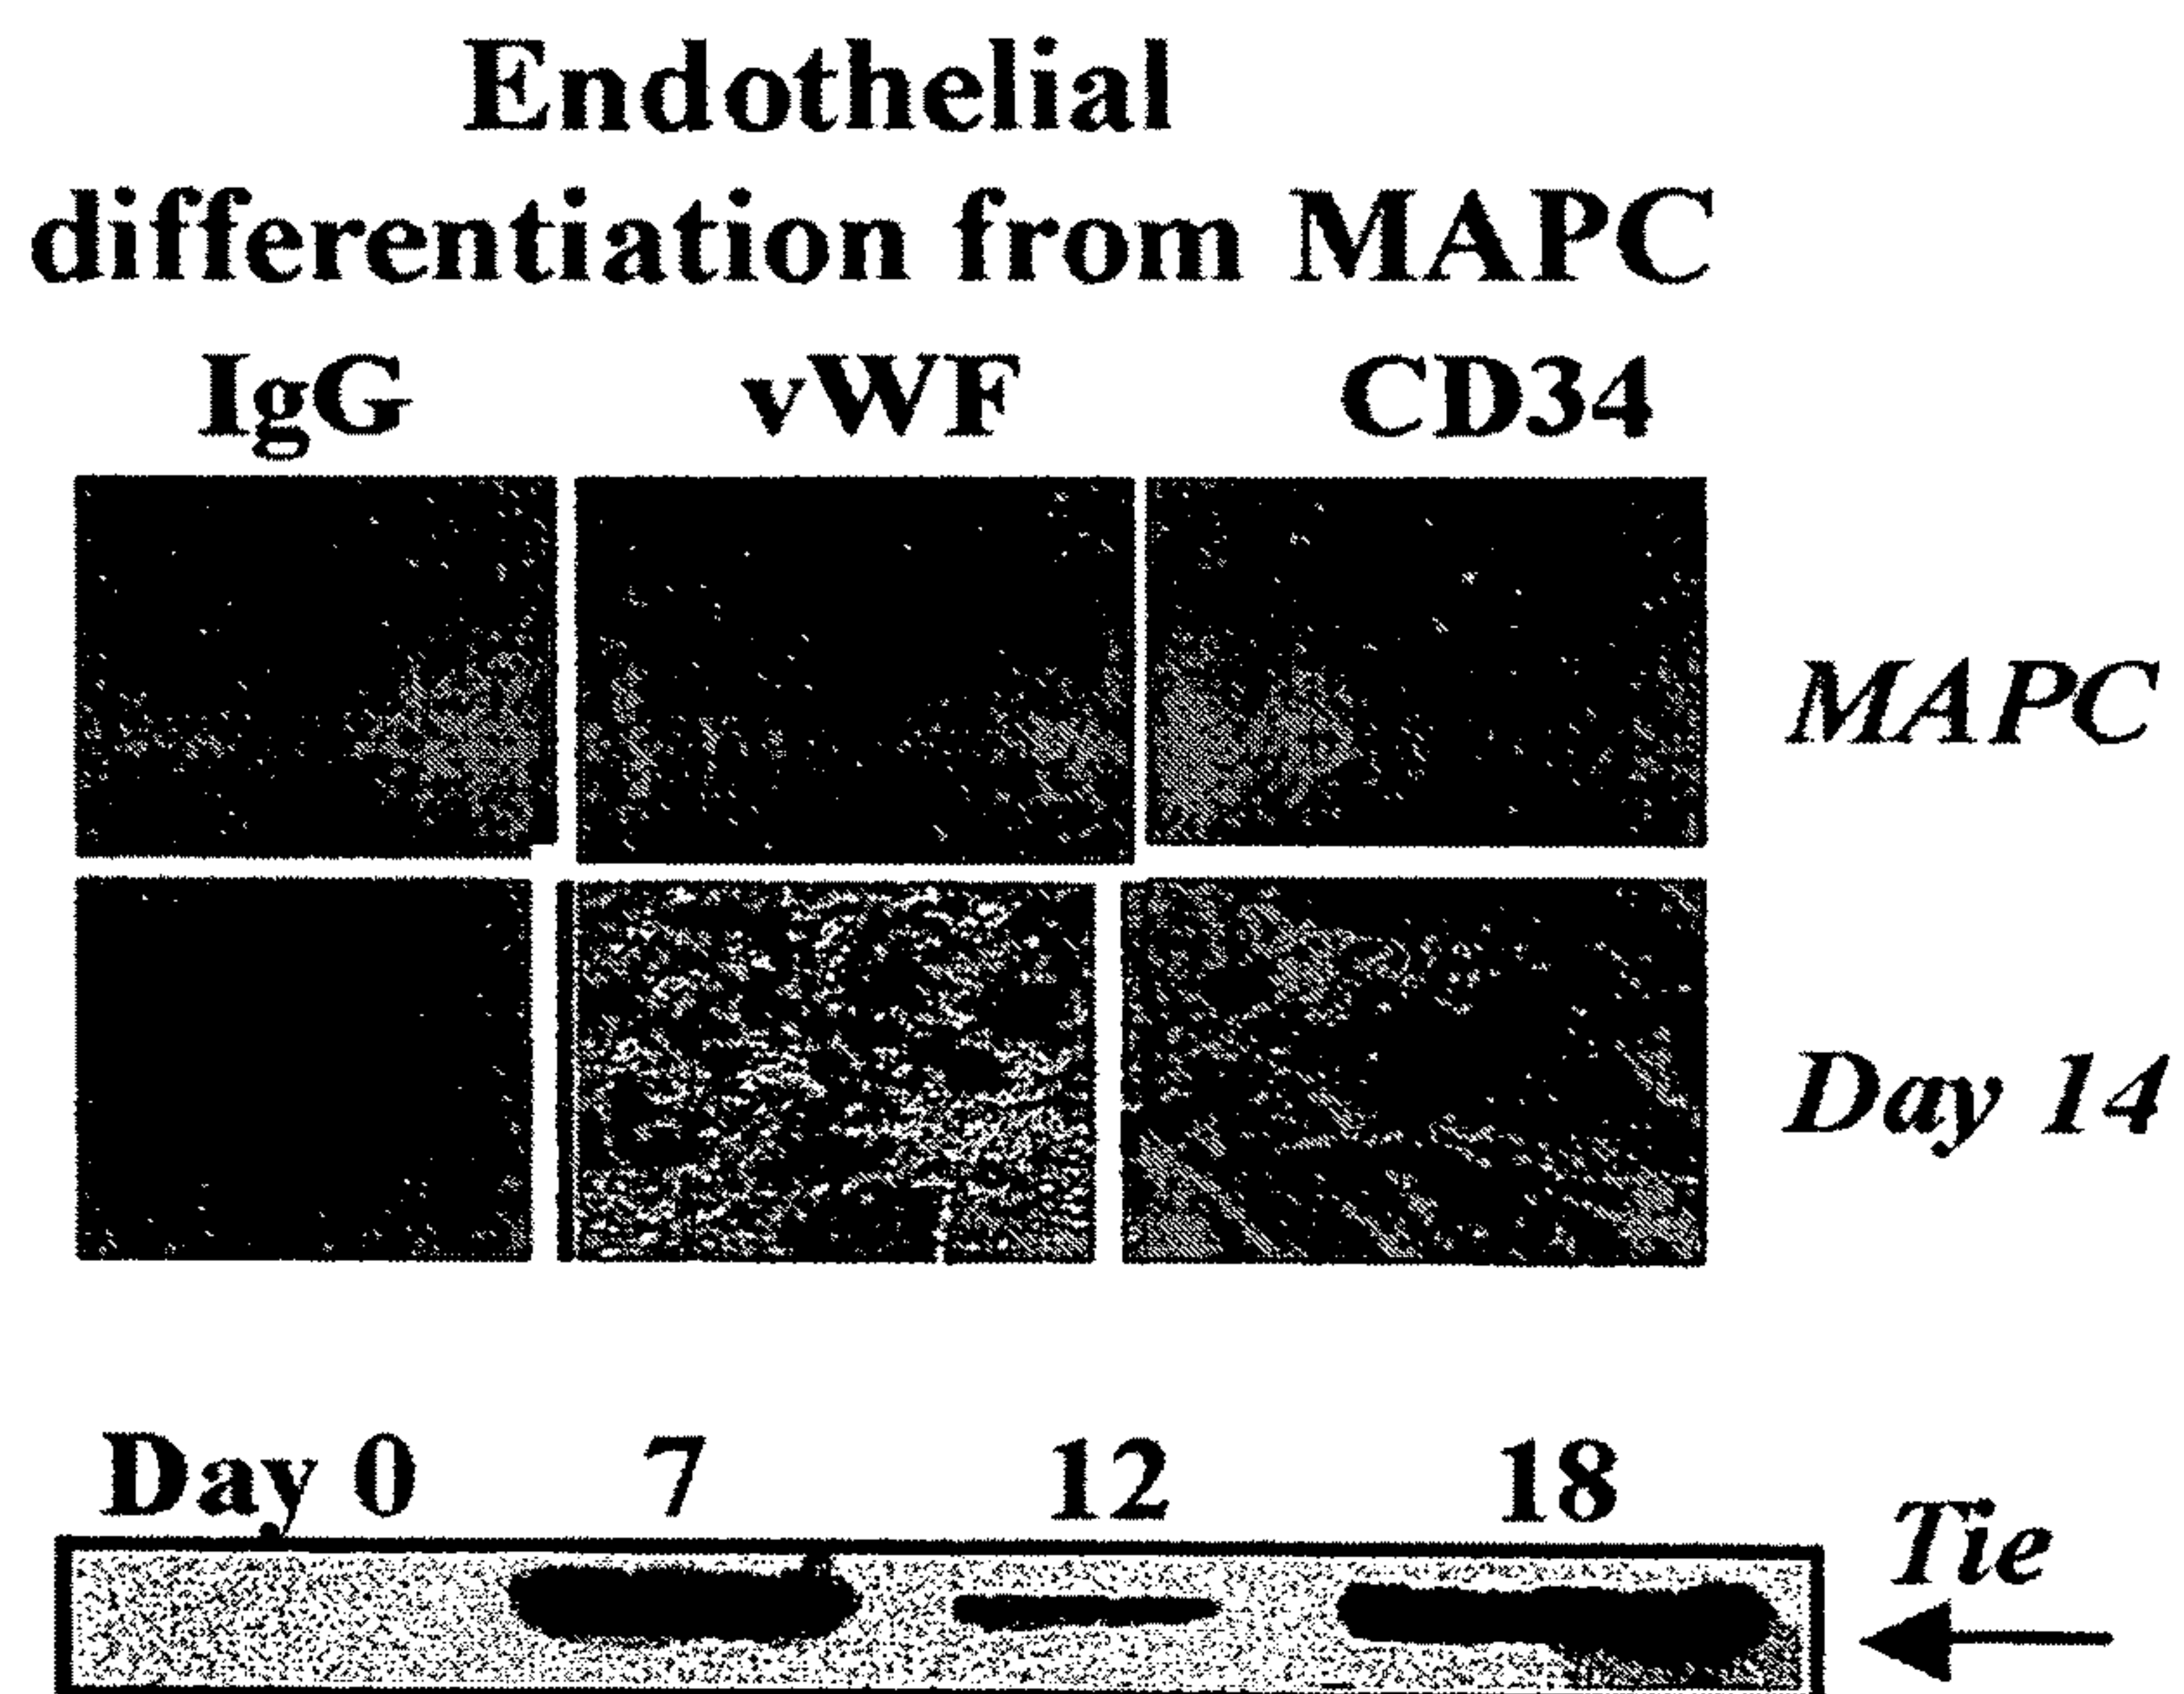 Endothelial
differentiation from MAPC
IgG vWF CD34
MAPC
Day 14
Day 0 7 12 18
Tie